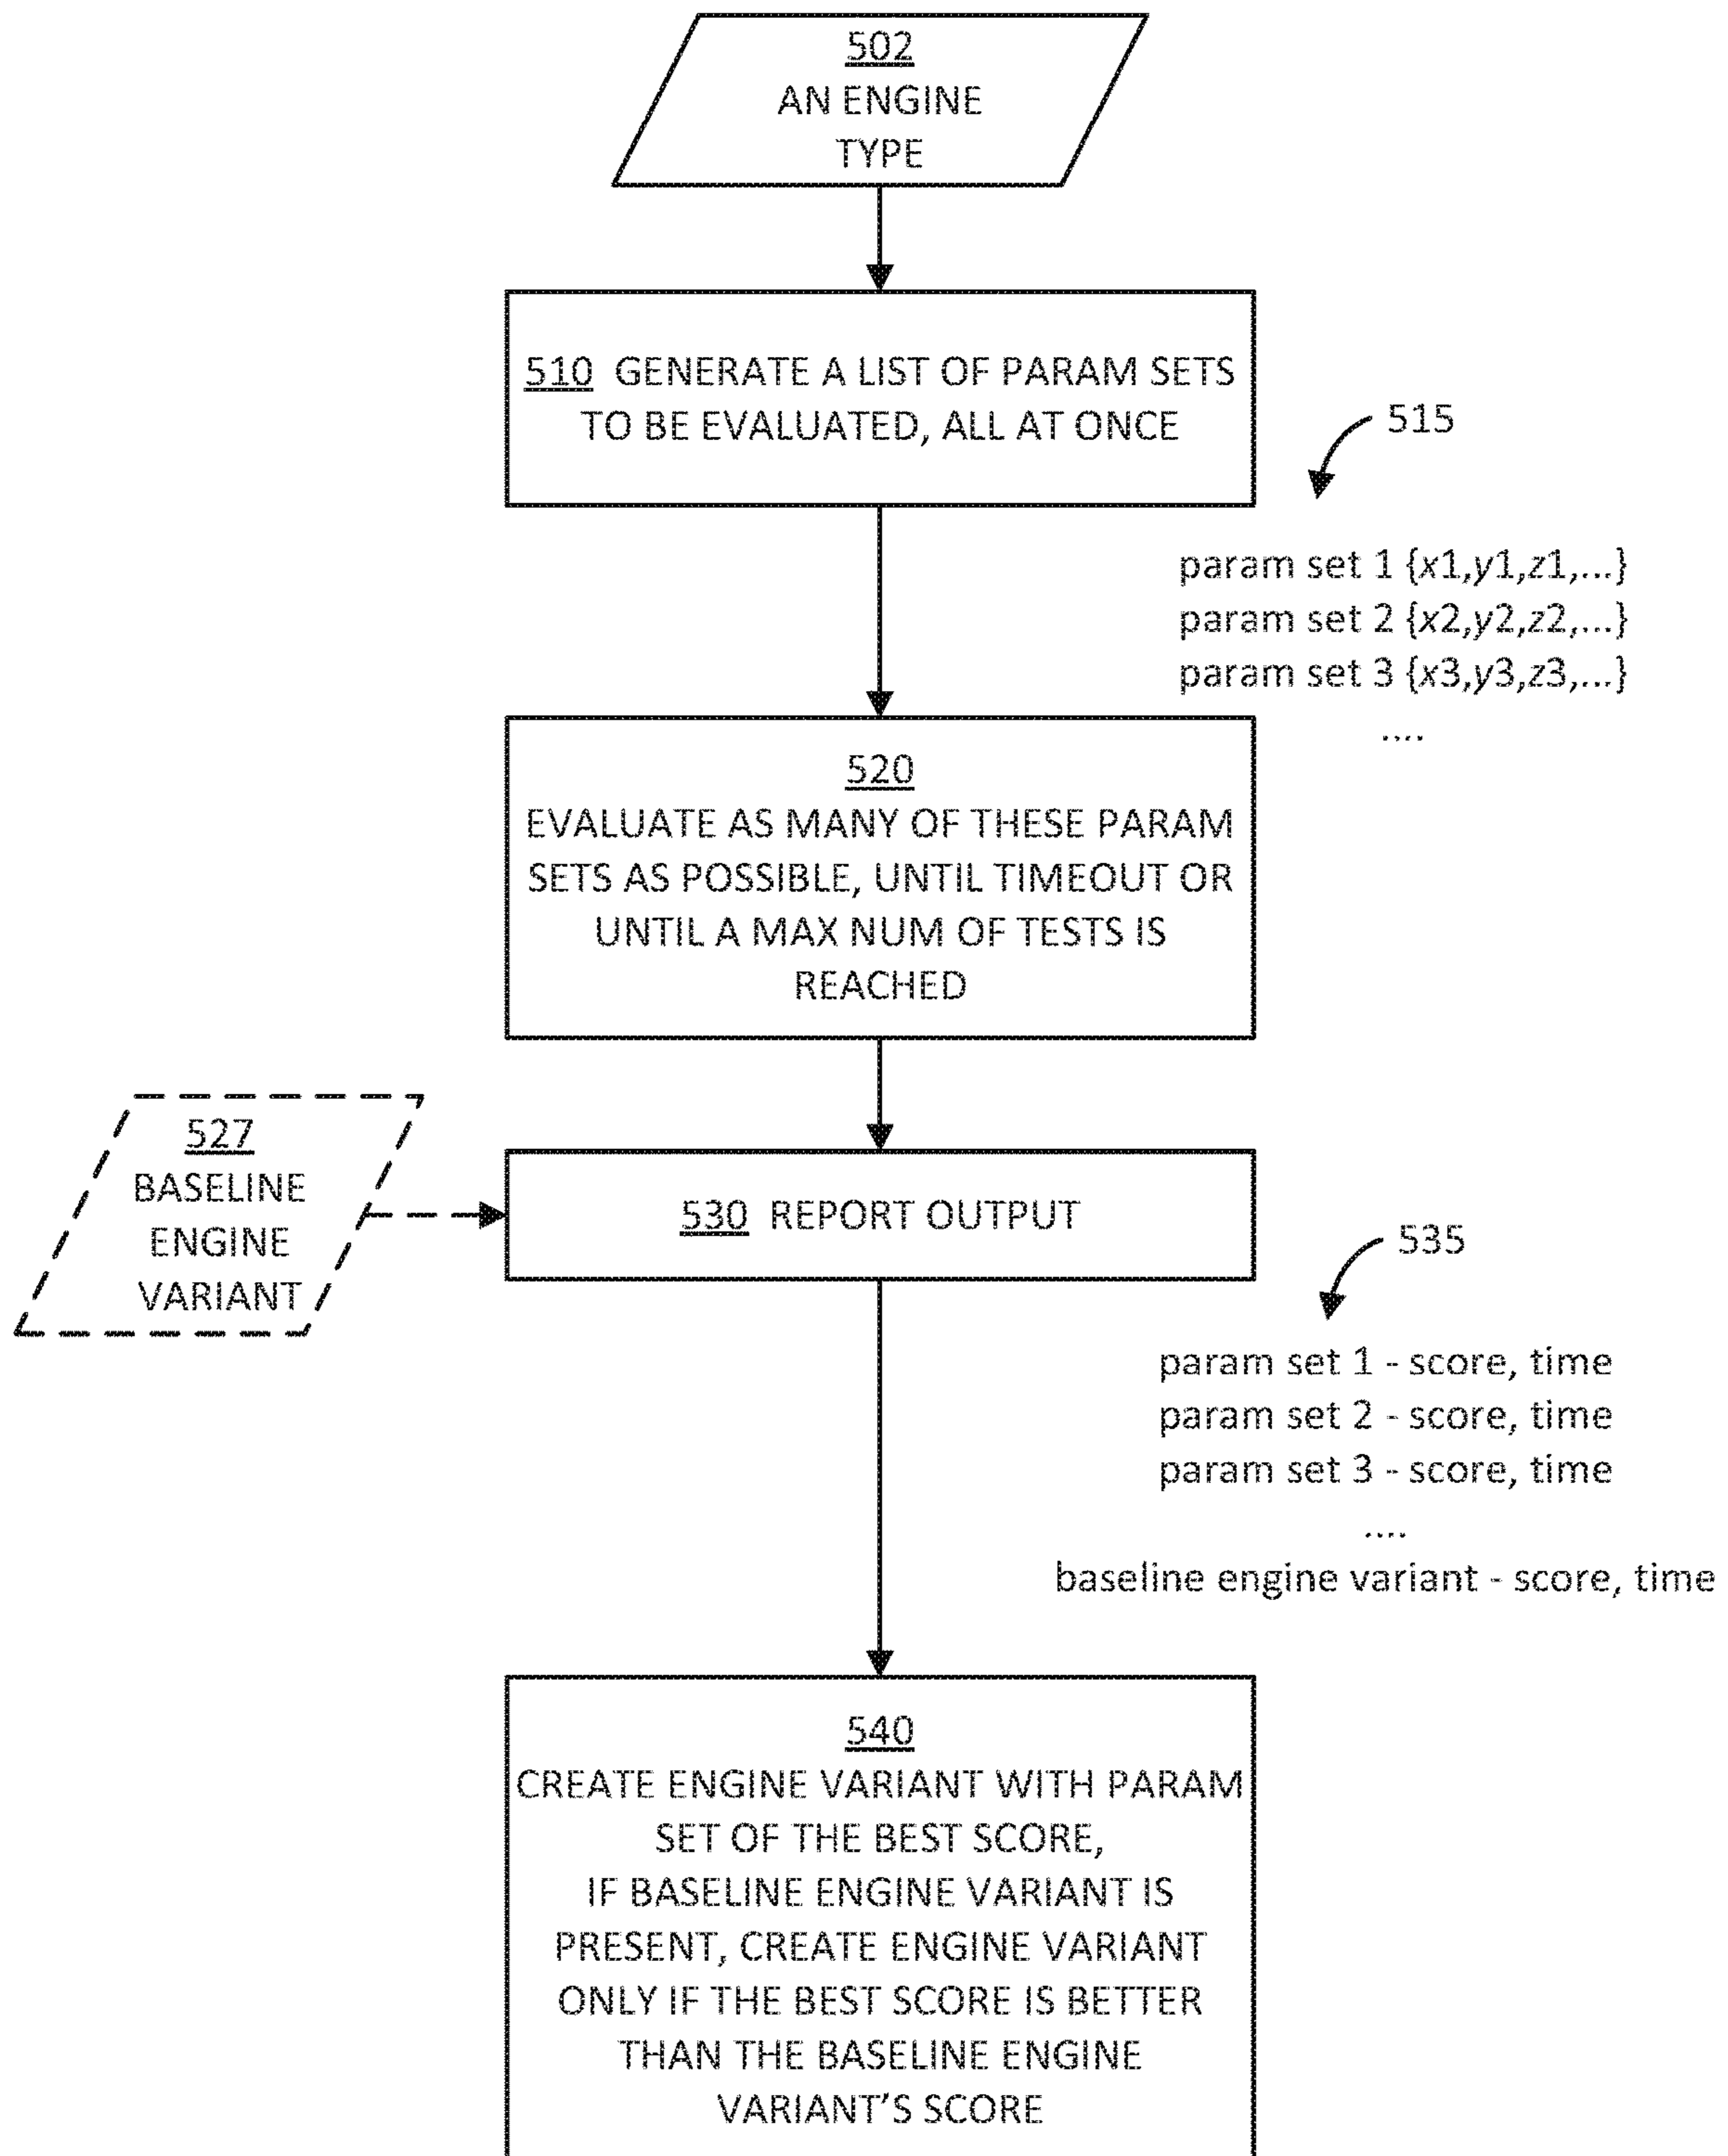 502
AN ENGINE
TYPE
510 GENERATE A LIST OF PARAM SETS
TO BE EVALUATED, ALL AT ONCE
515
param set 1 {x1,y1,z1,...}
param set 2 {x2,y2,z2,...}
param set 3 {x3,y3,z3,...}
....
520
EVALUATE AS MANY OF THESE PARAM
SETS AS POSSIBLE, UNTIL TIMEOUT OR
UNTIL A MAX NUM OF TESTS IS
REACHED
527
BASELINE
ENGINE
VARIANT
530 REPORT OUTPUT
535
param set 1 - score, time
param set 2 - score, time
param set 3 - score, time
....
baseline engine variant - score, time
540
CREATE ENGINE VARIANT WITH PARAM
SET OF THE BEST SCORE,
IF BASELINE ENGINE VARIANT IS
PRESENT, CREATE ENGINE VARIANT
ONLY IF THE BEST SCORE IS BETTER
THAN THE BASELINE ENGINE
VARIANT'S SCORE